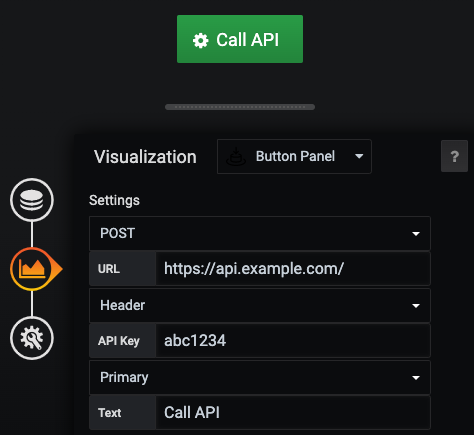 Call API
Visualization
Button Panel
?
Settings
POST
URL https://api.example.com/
Header
API Key abc1234
Primary
Text Call API